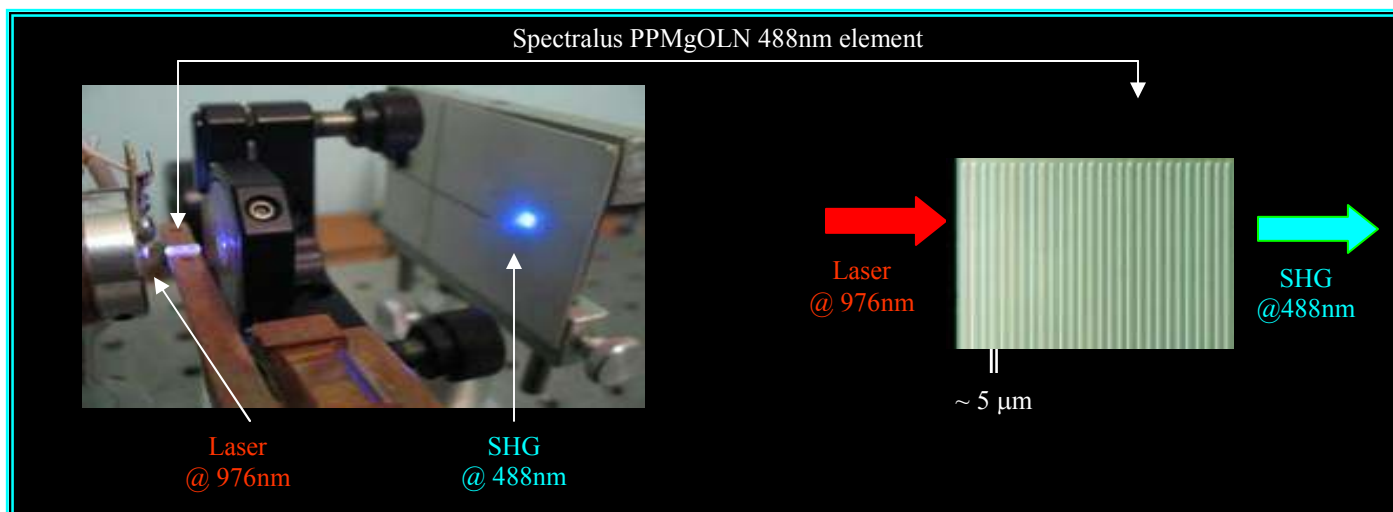 Spectralus PPMgOLN 488nm element
Laser
@ 976nm
SHG
@488nm
~ 5 μm
Laser
@ 976nm
SHG
@ 488nm